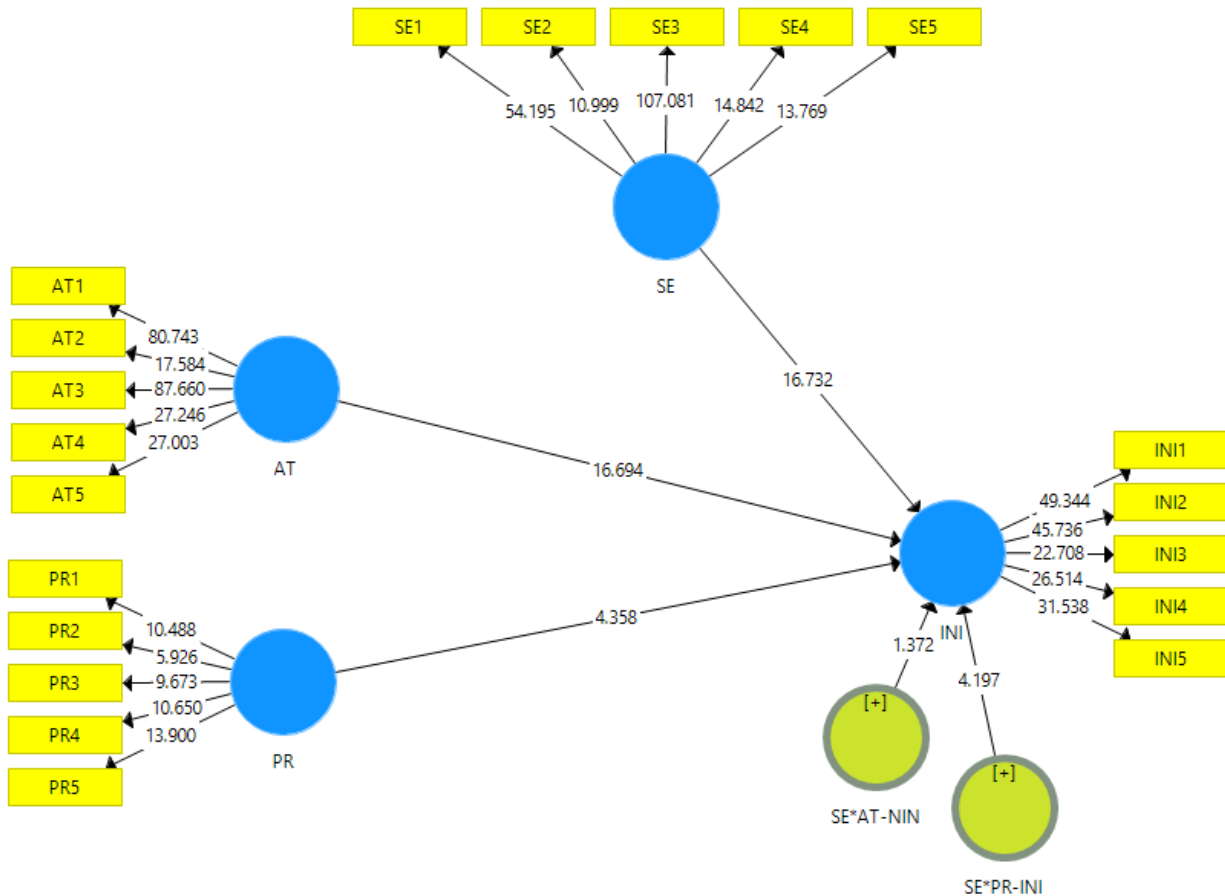 SE1
SE2
SE3
SE4
SE5
54.195
10.999
107.081
14.842
13.769
SE
AT1
AT2
AT3
AT4
AT5
80.743
17.584
87.660
27.246
27.003
AT
16.732
16.694
PR1
PR2
PR3
PR4
PR5
10.488
5.926
9.673
10.650
13.900
PR
4.358
INI1
INI2
INI3
INI4
INI5
49.344
45.736
22.708
26.514
31.538
INI
1.372
4.197
[+]
SE*AT-NIN
[+]
SE*PR-INI